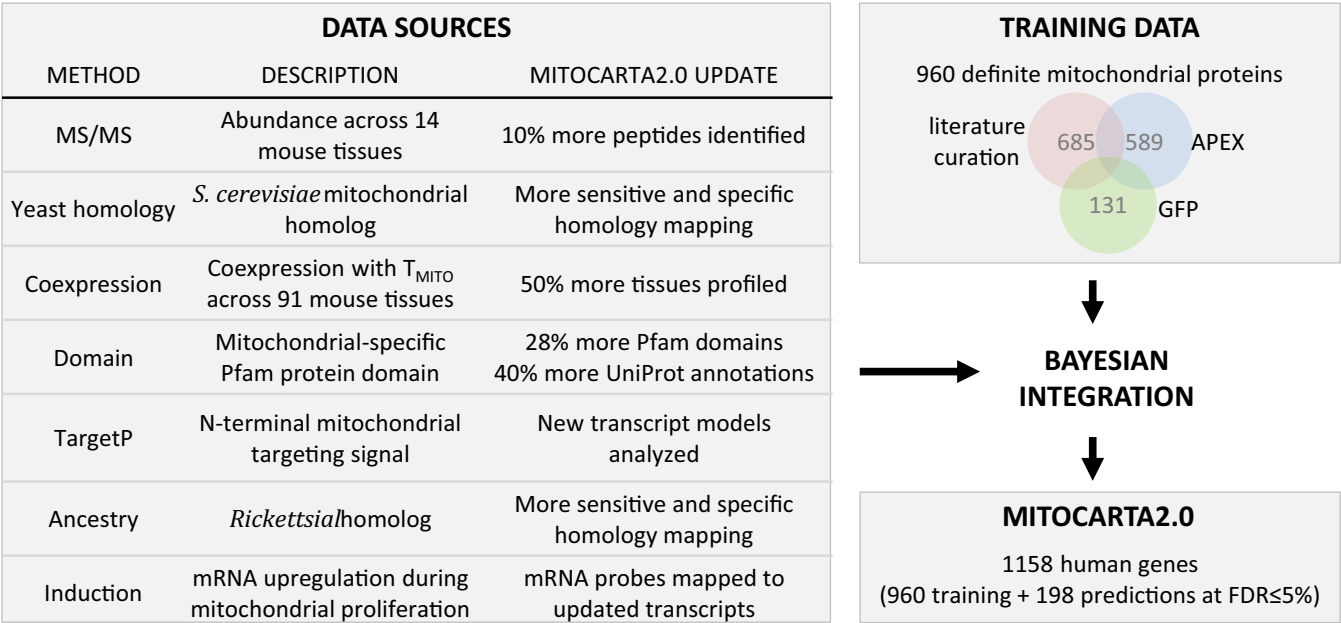 DATA SOURCES
METHOD DESCRIPTION MITOCARTA2.0 UPDATE
MS/MS
Abundance across 14
mouse tissues
10% more peptides identified
Yeast homology
S. cerevisiae mitochondrial
homolog
More sensitive and specific
homology mapping
Coexpression
Coexpression with TMITO
across 91 mouse tissues
50% more tissues profiled
Domain
Mitochondrial-specific
Pfam protein domain
28% more Pfam domains
40% more UniProt annotations
TargetP
N-terminal mitochondrial
targeting signal
New transcript models
analyzed
Ancestry
Rickettsialhomolog
More sensitive and specific
homology mapping
Induction
mRNA upregulation during
mitochondrial proliferation
mRNA probes mapped to
updated transcripts
TRAINING DATA
960 definite mitochondrial proteins
literature
curation
685
589
APEX
131
GFP
BAYESIAN
INTEGRATION
MITOCARTA2.0
1158 human genes
(960 training + 198 predictions at FDR≤5%)